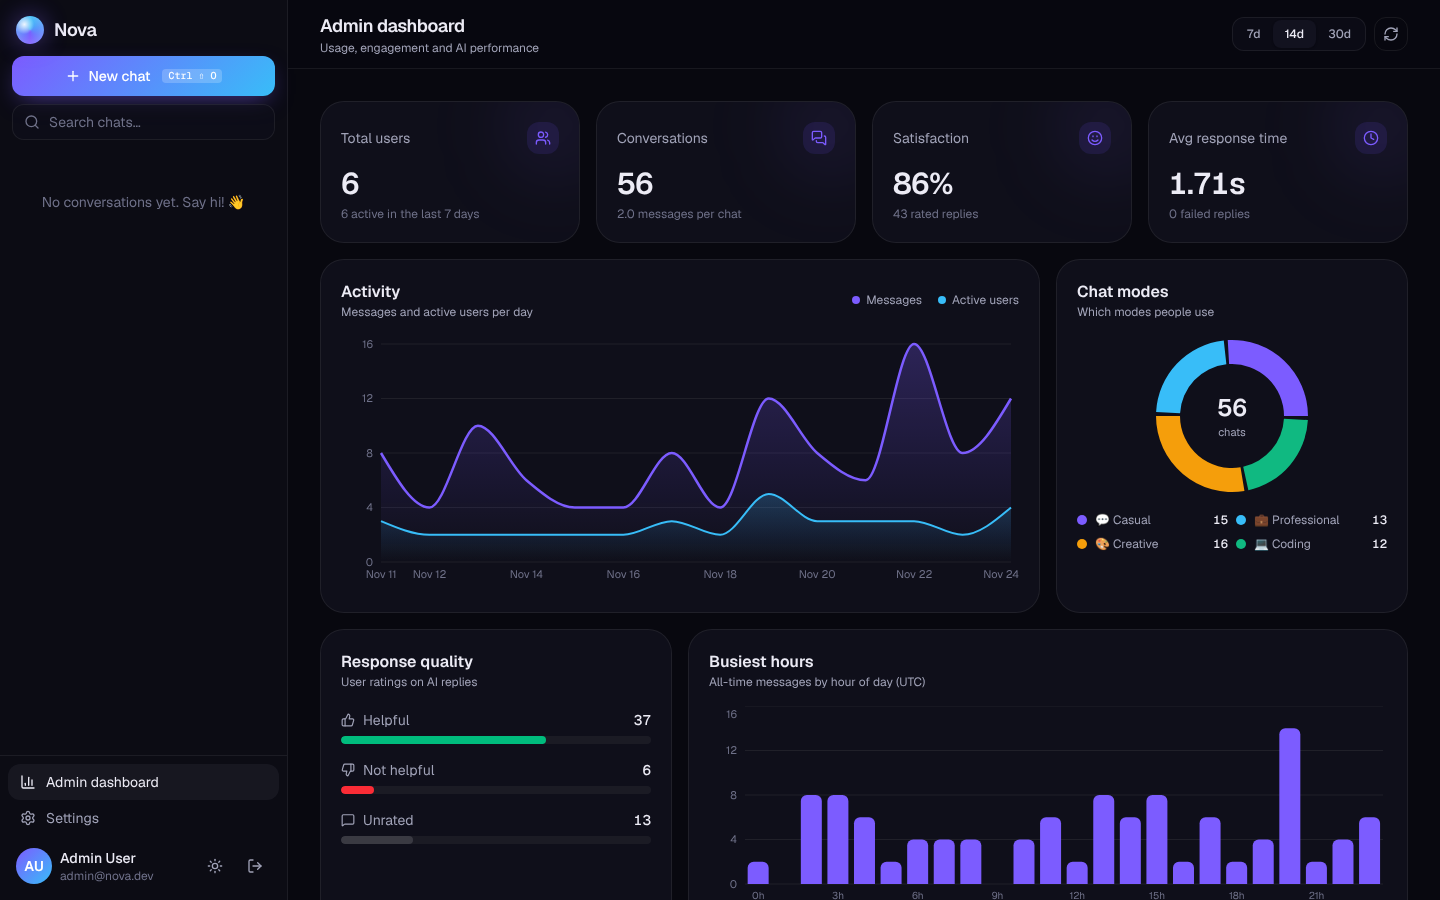 Nova
New chat Ctrl ⇧ O
Search chats...
No conversations yet. Say hi! 👋
Admin dashboard
Settings
AU
Admin User
admin@nova.dev
Admin dashboard
Usage, engagement and AI performance
7d 14d 30d
Total users
6
6 active in the last 7 days
Conversations
56
2.0 messages per chat
Satisfaction
86%
43 rated replies
Avg response time
1.71s
0 failed replies
Activity
Messages and active users per day
Messages Active users
16
12
8
4
0
Nov 11 Nov 12 Nov 14 Nov 16 Nov 18 Nov 20 Nov 22 Nov 24
Chat modes
Which modes people use
56
chats
💬 Casual 15 💼 Professional 13
🎨 Creative 16 💻 Coding 12
Response quality
User ratings on AI replies
Helpful 37
Not helpful 6
Unrated 13
Busiest hours
All-time messages by hour of day (UTC)
16
12
8
4
0
0h 3h 6h 9h 12h 15h 18h 21h